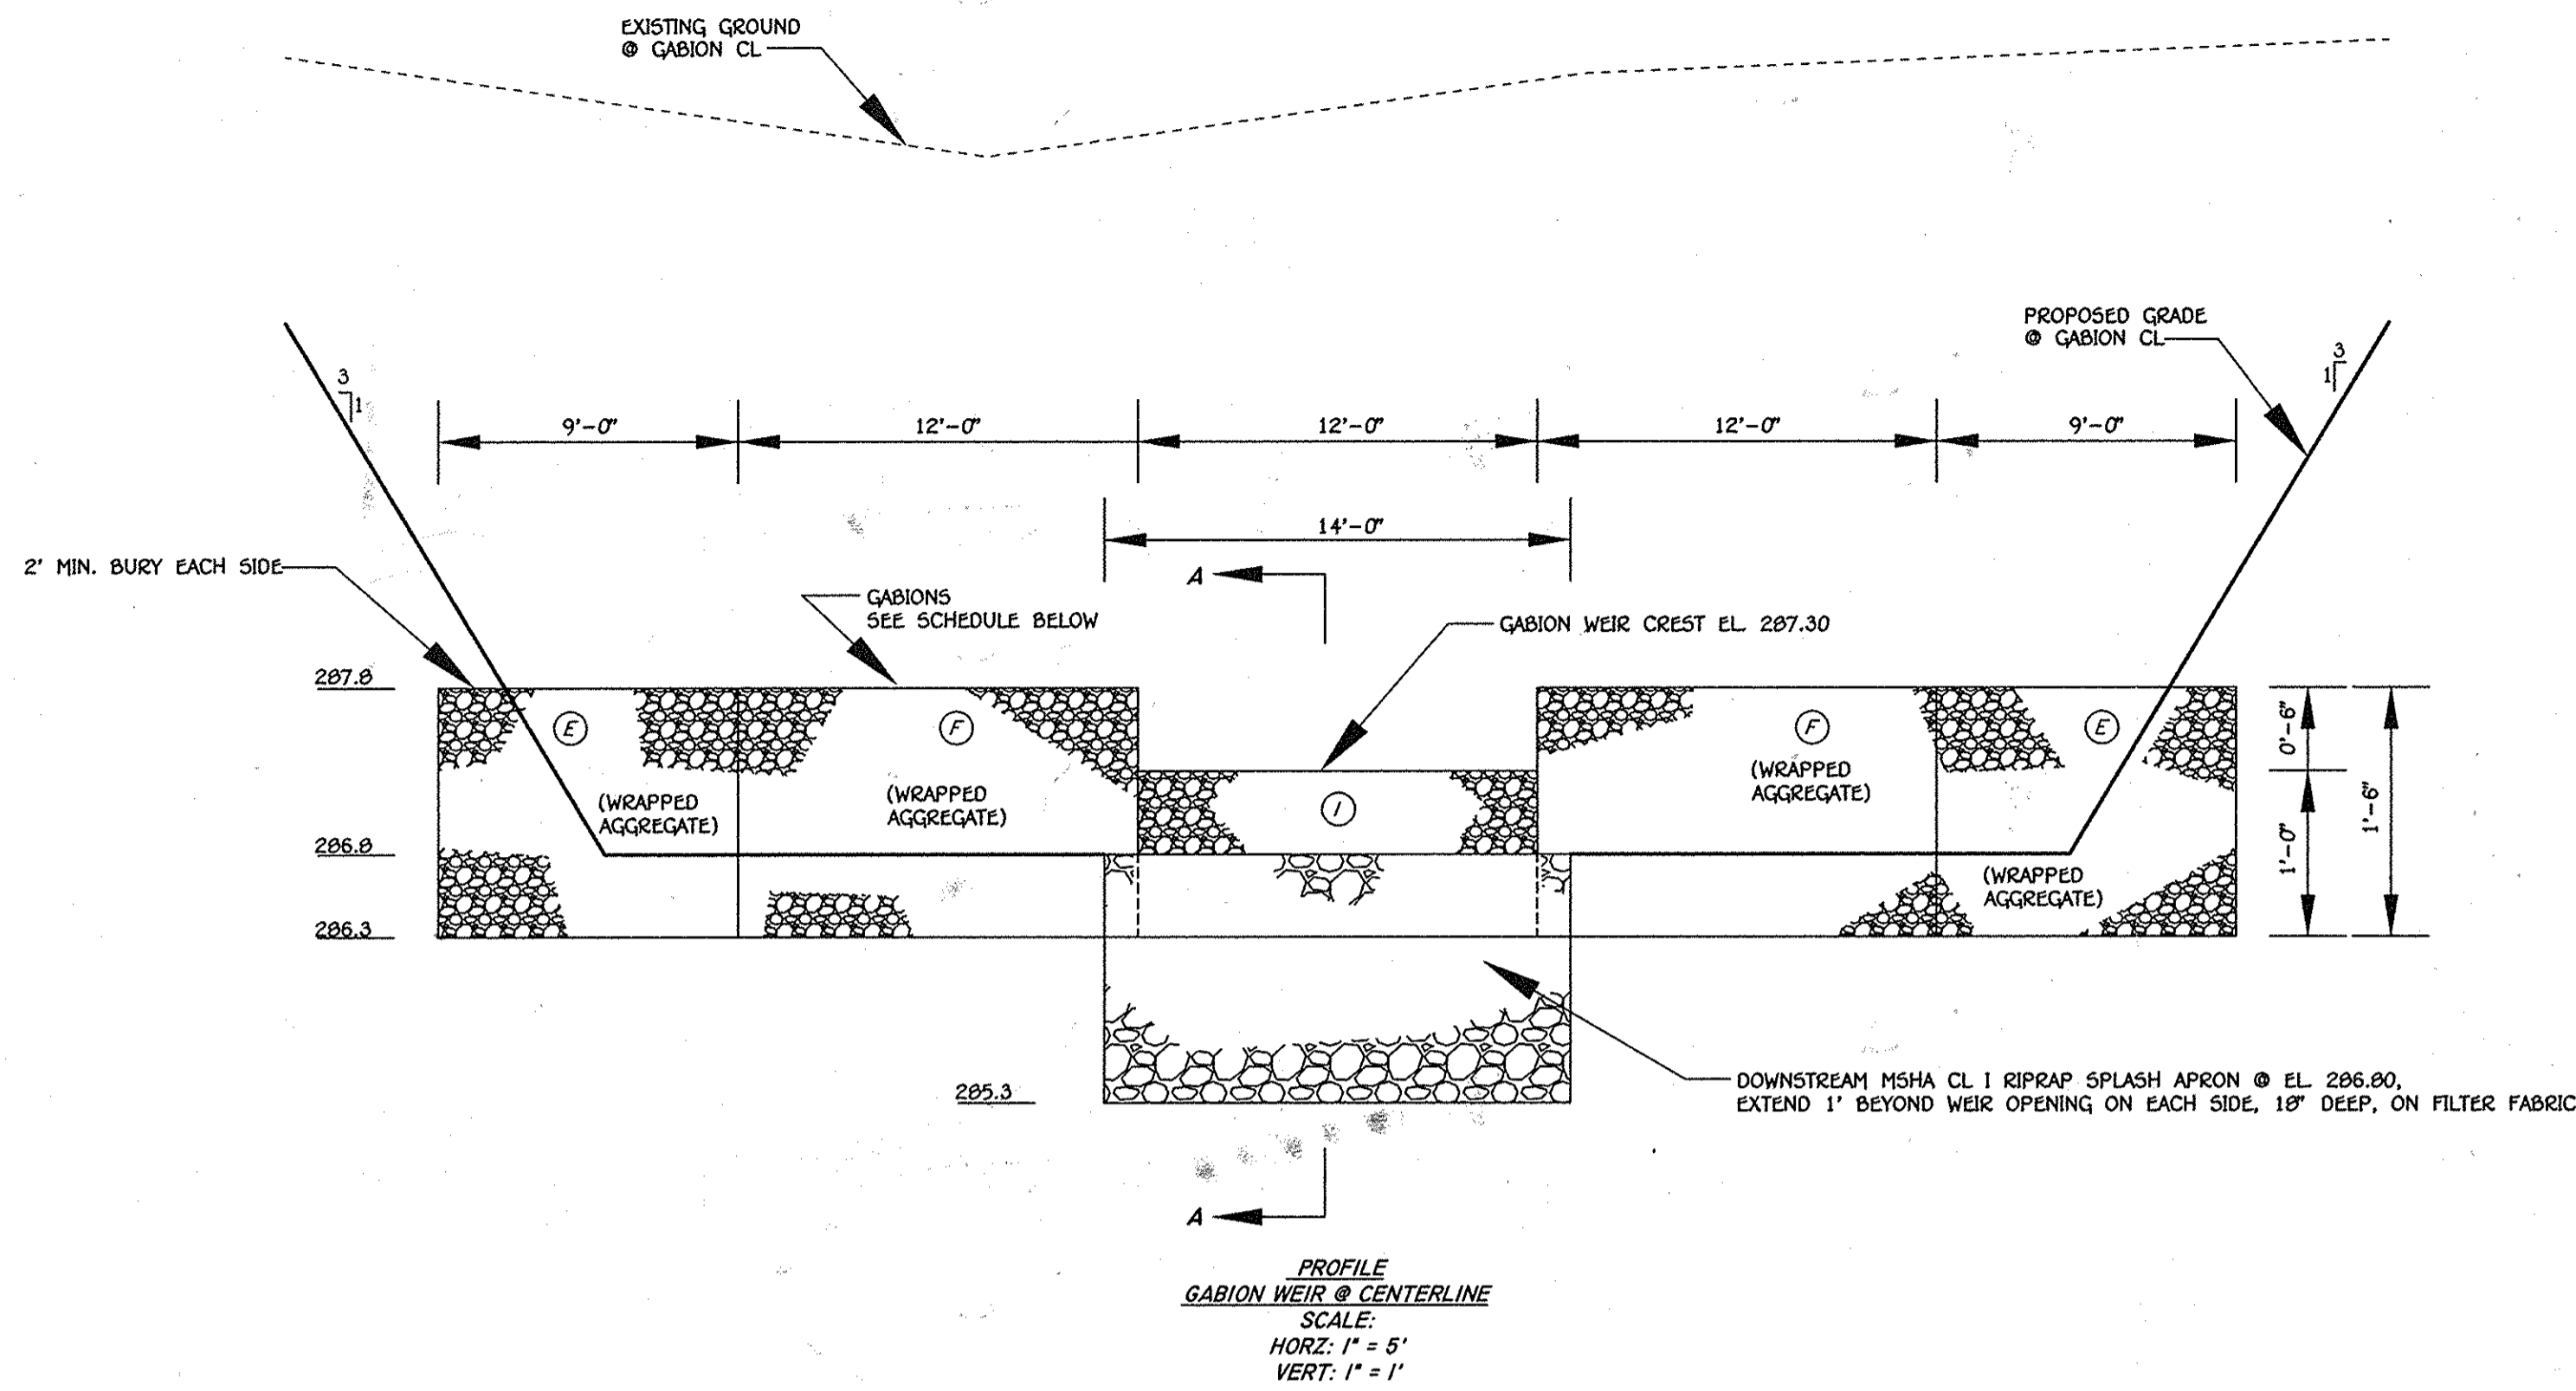 EXISTING GROUND
@ GABION CL
PROPOSED GRADE
@ GABION CL
3
1
3
1
9'-0"
12'-0"
12'-0"
12'-0"
9'-0"
14'-0"
2' MIN. BURY EACH SIDE
A
GABIONS
SEE SCHEDULE BELOW
GABION WEIR CREST EL. 287.30
287.8
E
F
F
E
0'-6"
(WRAPPED
AGGREGATE)
(WRAPPED
AGGREGATE)
I
(WRAPPED
AGGREGATE)
1'-6"
286.8
1'-0"
(WRAPPED
AGGREGATE)
286.3
285.3
DOWNSTREAM MSHA CL I RIPRAP SPLASH APRON @ EL. 286.80,
EXTEND 1' BEYOND WEIR OPENING ON EACH SIDE, 18" DEEP, ON FILTER FABRIC
A
PROFILE
GABION WEIR @ CENTERLINE
SCALE:
HORZ: 1" = 5'
VERT: 1" = 1'